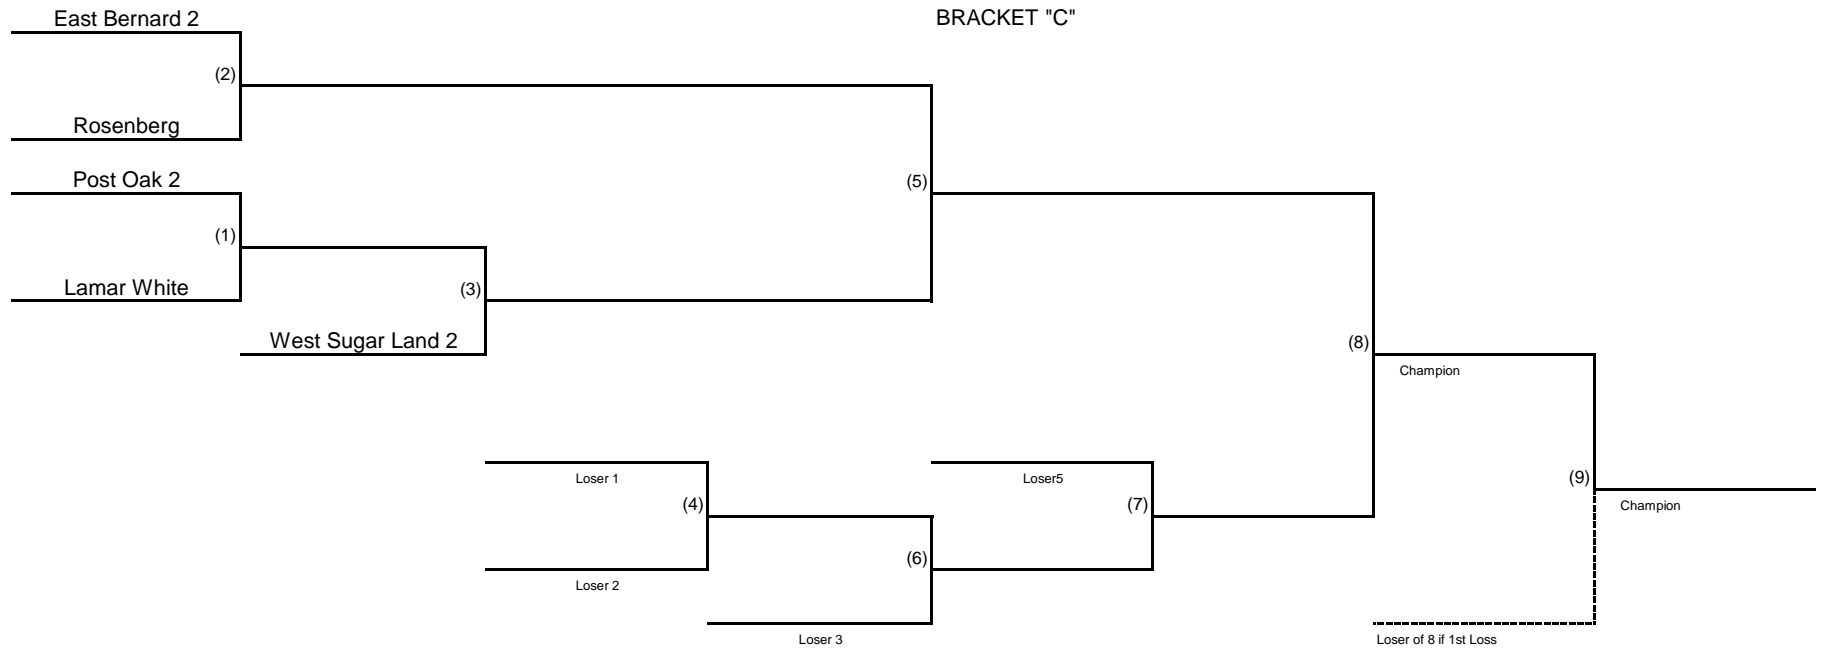 East Bernard 2
BRACKET "C"
(2)
Rosenberg
Post Oak 2
(5)
(1)
Lamar White
(3)
West Sugar Land 2
(8)
Champion
Loser 1
Loser5
(9)
(4)
(7)
Champion
(6)
Loser 2
Loser 3
Loser of 8 if 1st Loss